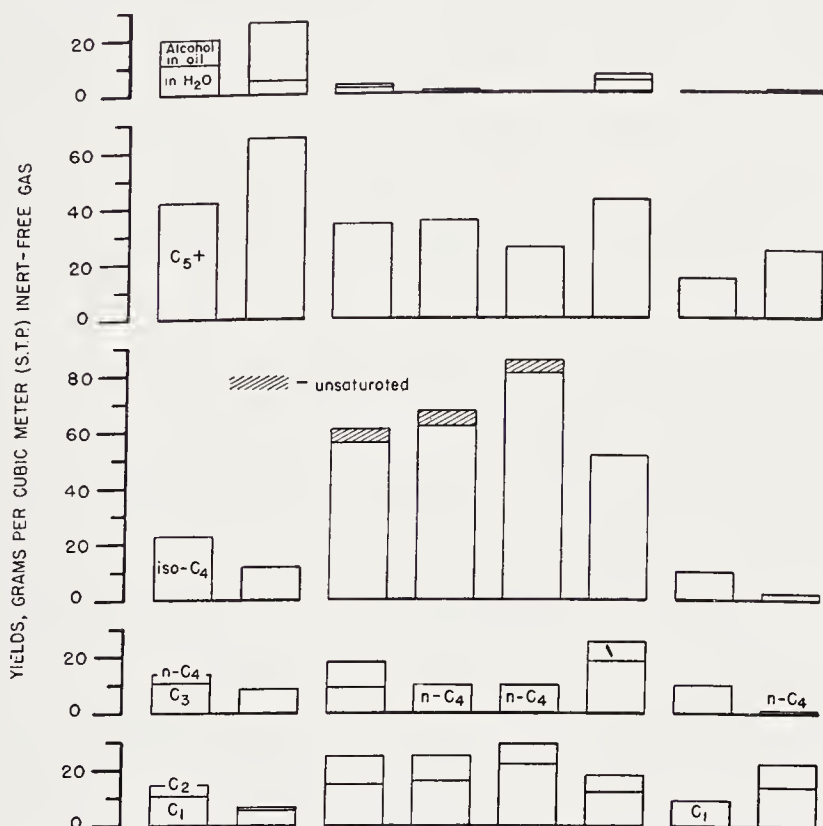 YIELDS, GRAMS PER CUBIC METER (S.T.P.) INERT-FREE GAS
20
0
Alcohol
in oil
in H₂O
60
40
20
0
C₅+
80
60
40
20
0
– unsaturated
iso-C₄
20
0
n-C₄
C₃
n-C₄
n-C₄
n-C₄
20
0
C₂
C₁
C₁